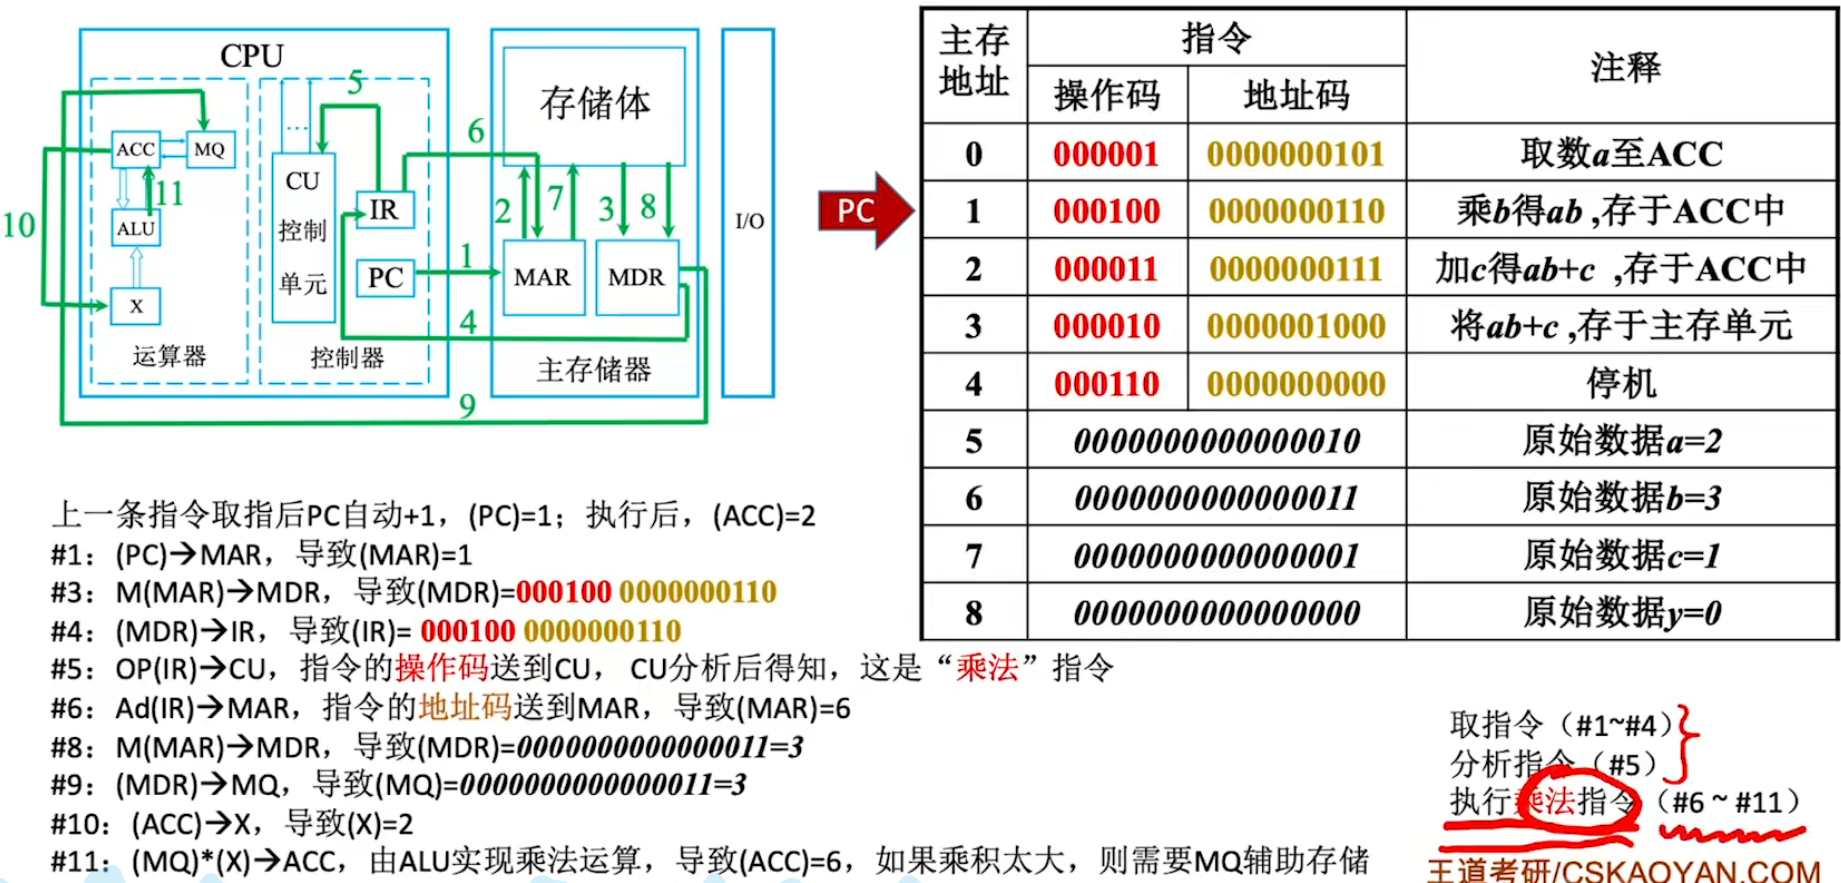 CPU
ACC
MQ
ALU
X
运算器
CU
控制
单元
IR
PC
控制器
存储体
MAR
MDR
主存储器
I/O
1
2
3
4
5
6
7
8
9
10
11
...
PC
主存地址 指令 注释
操作码 地址码
0 000001 0000000101 取数a至ACC
1 000100 0000000110 乘b得ab ,存于ACC中
2 000011 0000000111 加c得ab+c ,存于ACC中
3 000010 0000001000 将ab+c ,存于主存单元
4 000110 0000000000 停机
5 0000000000000010 原始数据a=2
6 0000000000000011 原始数据b=3
7 0000000000000001 原始数据c=1
8 0000000000000000 原始数据y=0
上一条指令取指后PC自动+1，(PC)=1；执行后，(ACC)=2
#1：(PC)→MAR，导致(MAR)=1
#3：M(MAR)→MDR，导致(MDR)=000100 0000000110
#4：(MDR)→IR，导致(IR)= 000100 0000000110
#5：OP(IR)→CU，指令的操作码送到CU， CU分析后得知，这是“乘法”指令
#6：Ad(IR)→MAR，指令的地址码送到MAR，导致(MAR)=6
#8：M(MAR)→MDR，导致(MDR)=0000000000000011=3
#9：(MDR)→MQ，导致(MQ)=0000000000000011=3
#10：(ACC)→X，导致(X)=2
#11：(MQ)*(X)→ACC，由ALU实现乘法运算，导致(ACC)=6，如果乘积太大，则需要MQ辅助存储
取指令（#1~#4）
分析指令（#5）
执行乘法指令（#6 ~ #11）
王道考研/CSKAOYAN.COM